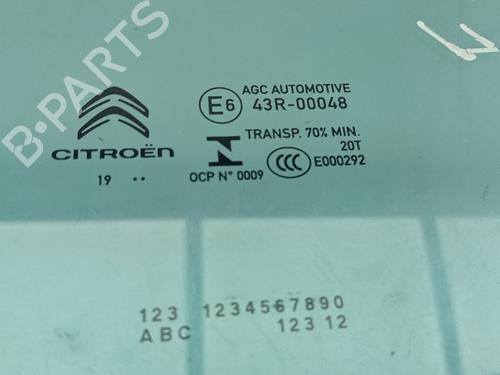 B-PARTS
AGC AUTOMOTIVE
E6 43R-00048
CITROËN
TRANSP. 70% MIN.
20T
CCC E000292
OCP N° 0009
19 ..
123 1234567890
ABC 123 12